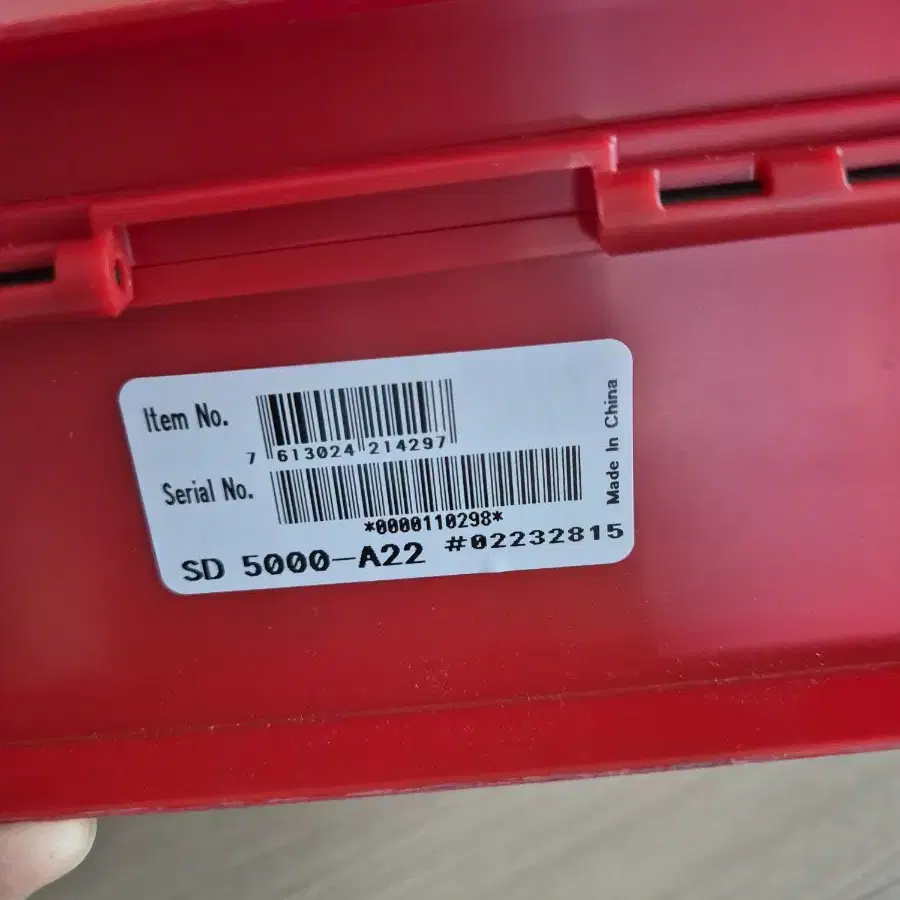 Item No.
7 613024 214297
Serial No.
*0000110298*
SD 5000-A22 #02232815
Made In China